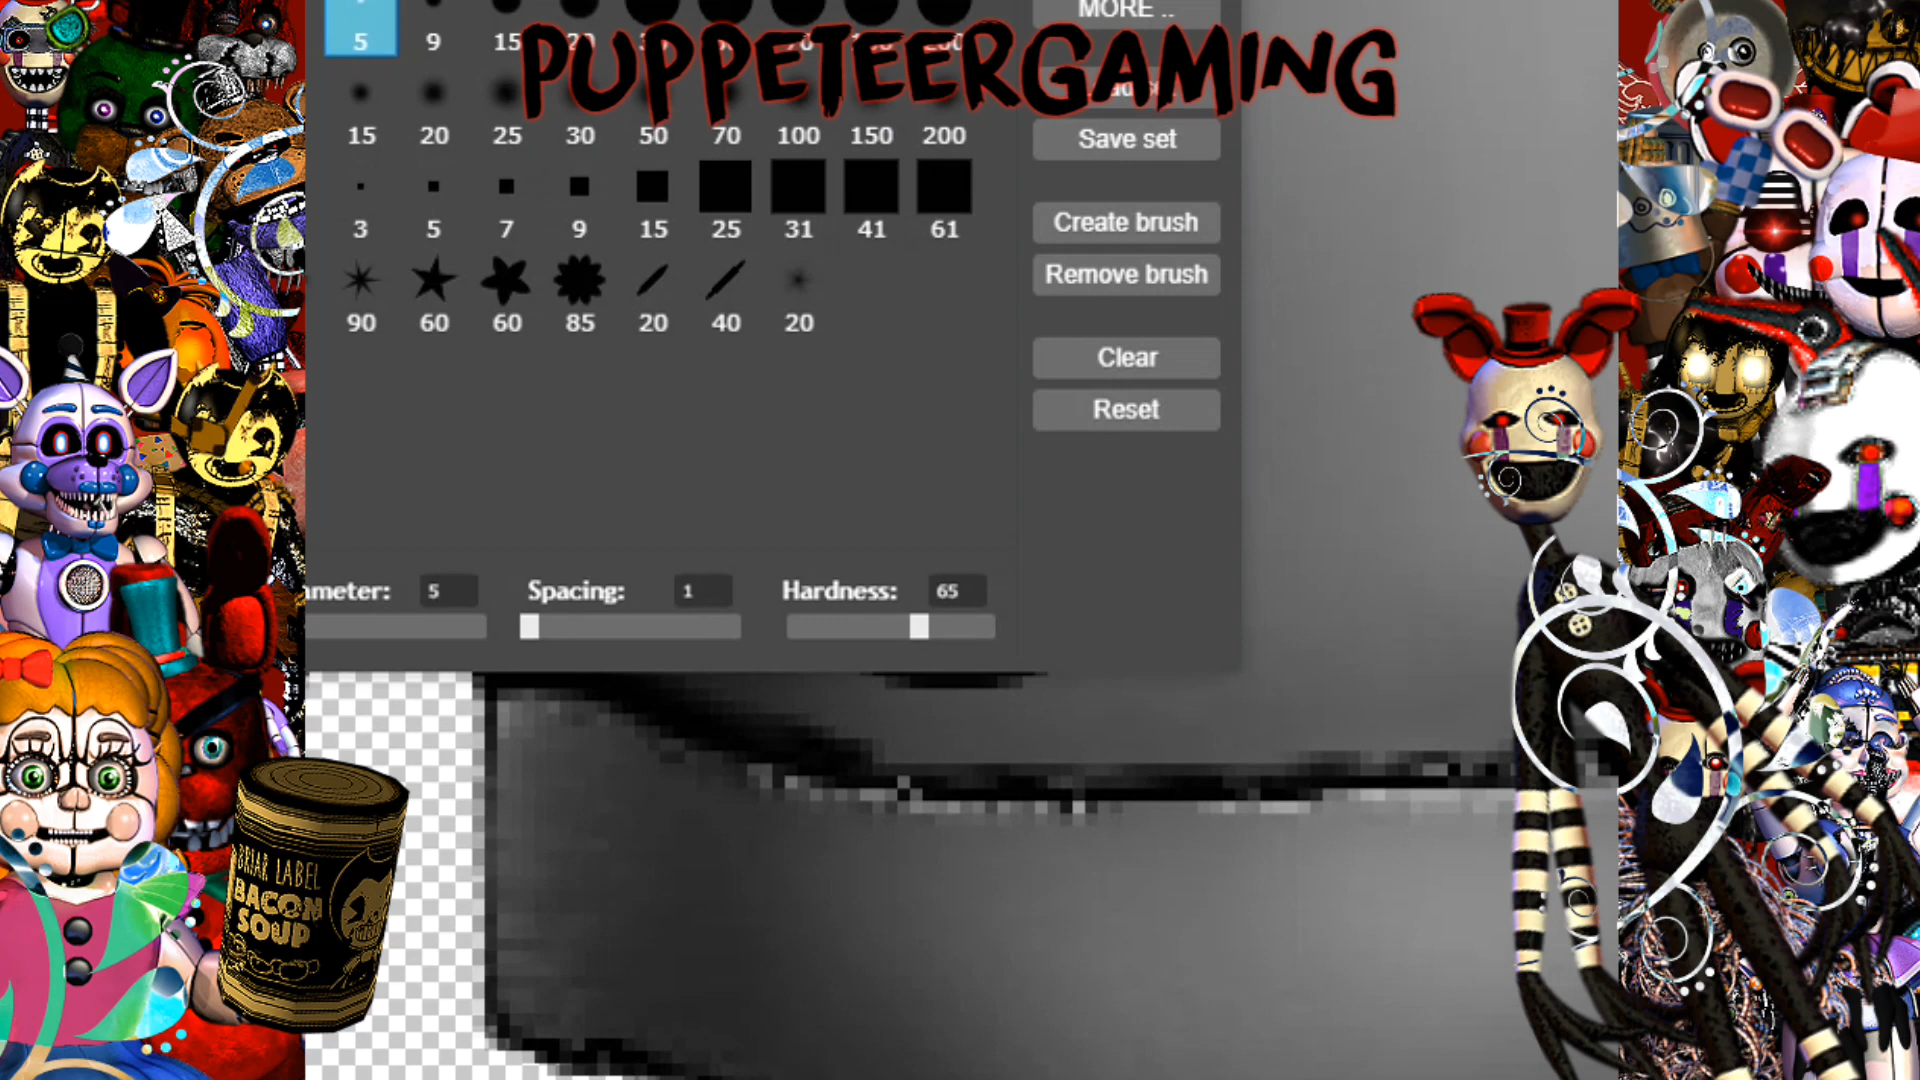 MORE ..
5 9 15
PUPPETEERGAMING
15 20 25 30 50 70 100 150 200
Save set
3 5 7 9 15 25 31 41 61
Create brush
Remove brush
90 60 60 85 20 40 20
Clear
Reset
meter: 5 Spacing: 1 Hardness: 65
BRIAR LABEL
BACON
SOUP